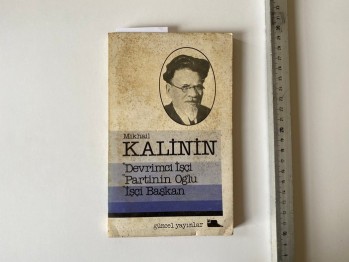 Mikhail
KALİNİN
Devrimci İşçi
Partinin Oğlu
İşçi Başkan
güncel yayınlar